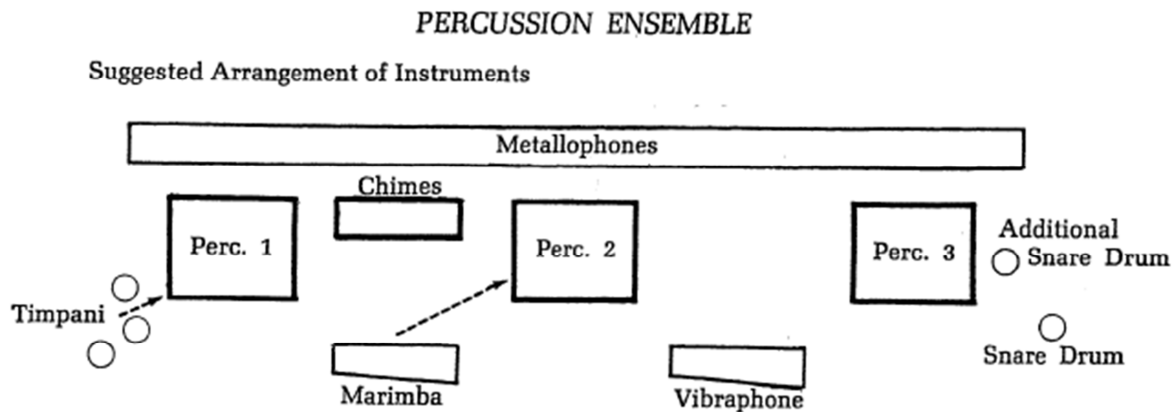 PERCUSSION ENSEMBLE
Suggested Arrangement of Instruments
Metallophones
Chimes
Perc. 1
Perc. 2
Perc. 3
Additional
Snare Drum
Timpani
Snare Drum
Marimba
Vibraphone